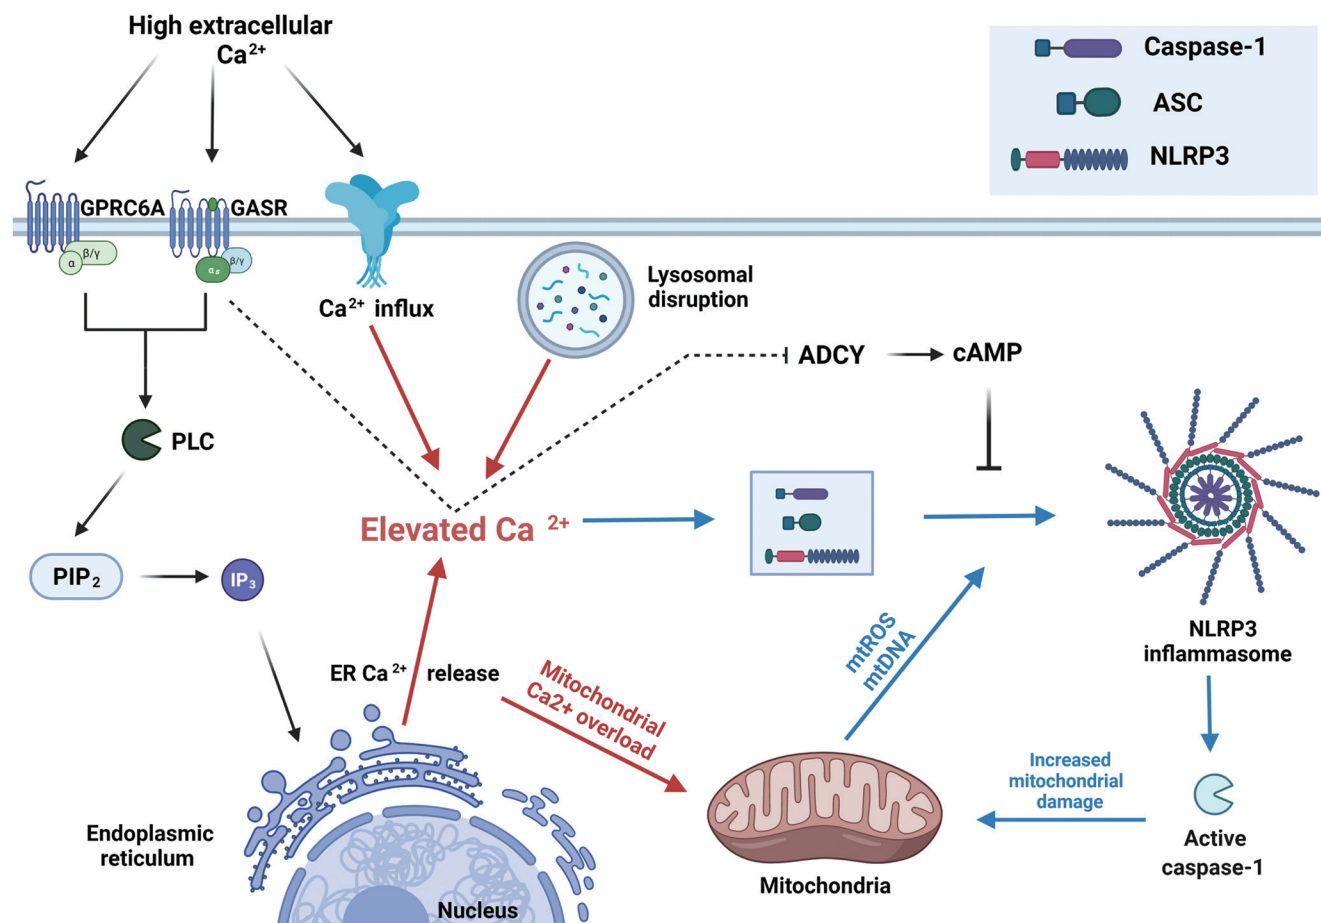 High extracellular
Ca²⁺
Caspase-1
ASC
NLRP3
GPRC6A
GASR
β/γ
α
β/γ
αs
Ca²⁺ influx
Lysosomal
disruption
ADCY
cAMP
PLC
Elevated Ca ²⁺
PIP₂
IP₃
ER Ca²⁺ release
Mitochondrial
Ca2+ overload
mtROS
mtDNA
NLRP3
inflammasome
Increased
mitochondrial
damage
Endoplasmic
reticulum
Active
caspase-1
Mitochondria
Nucleus